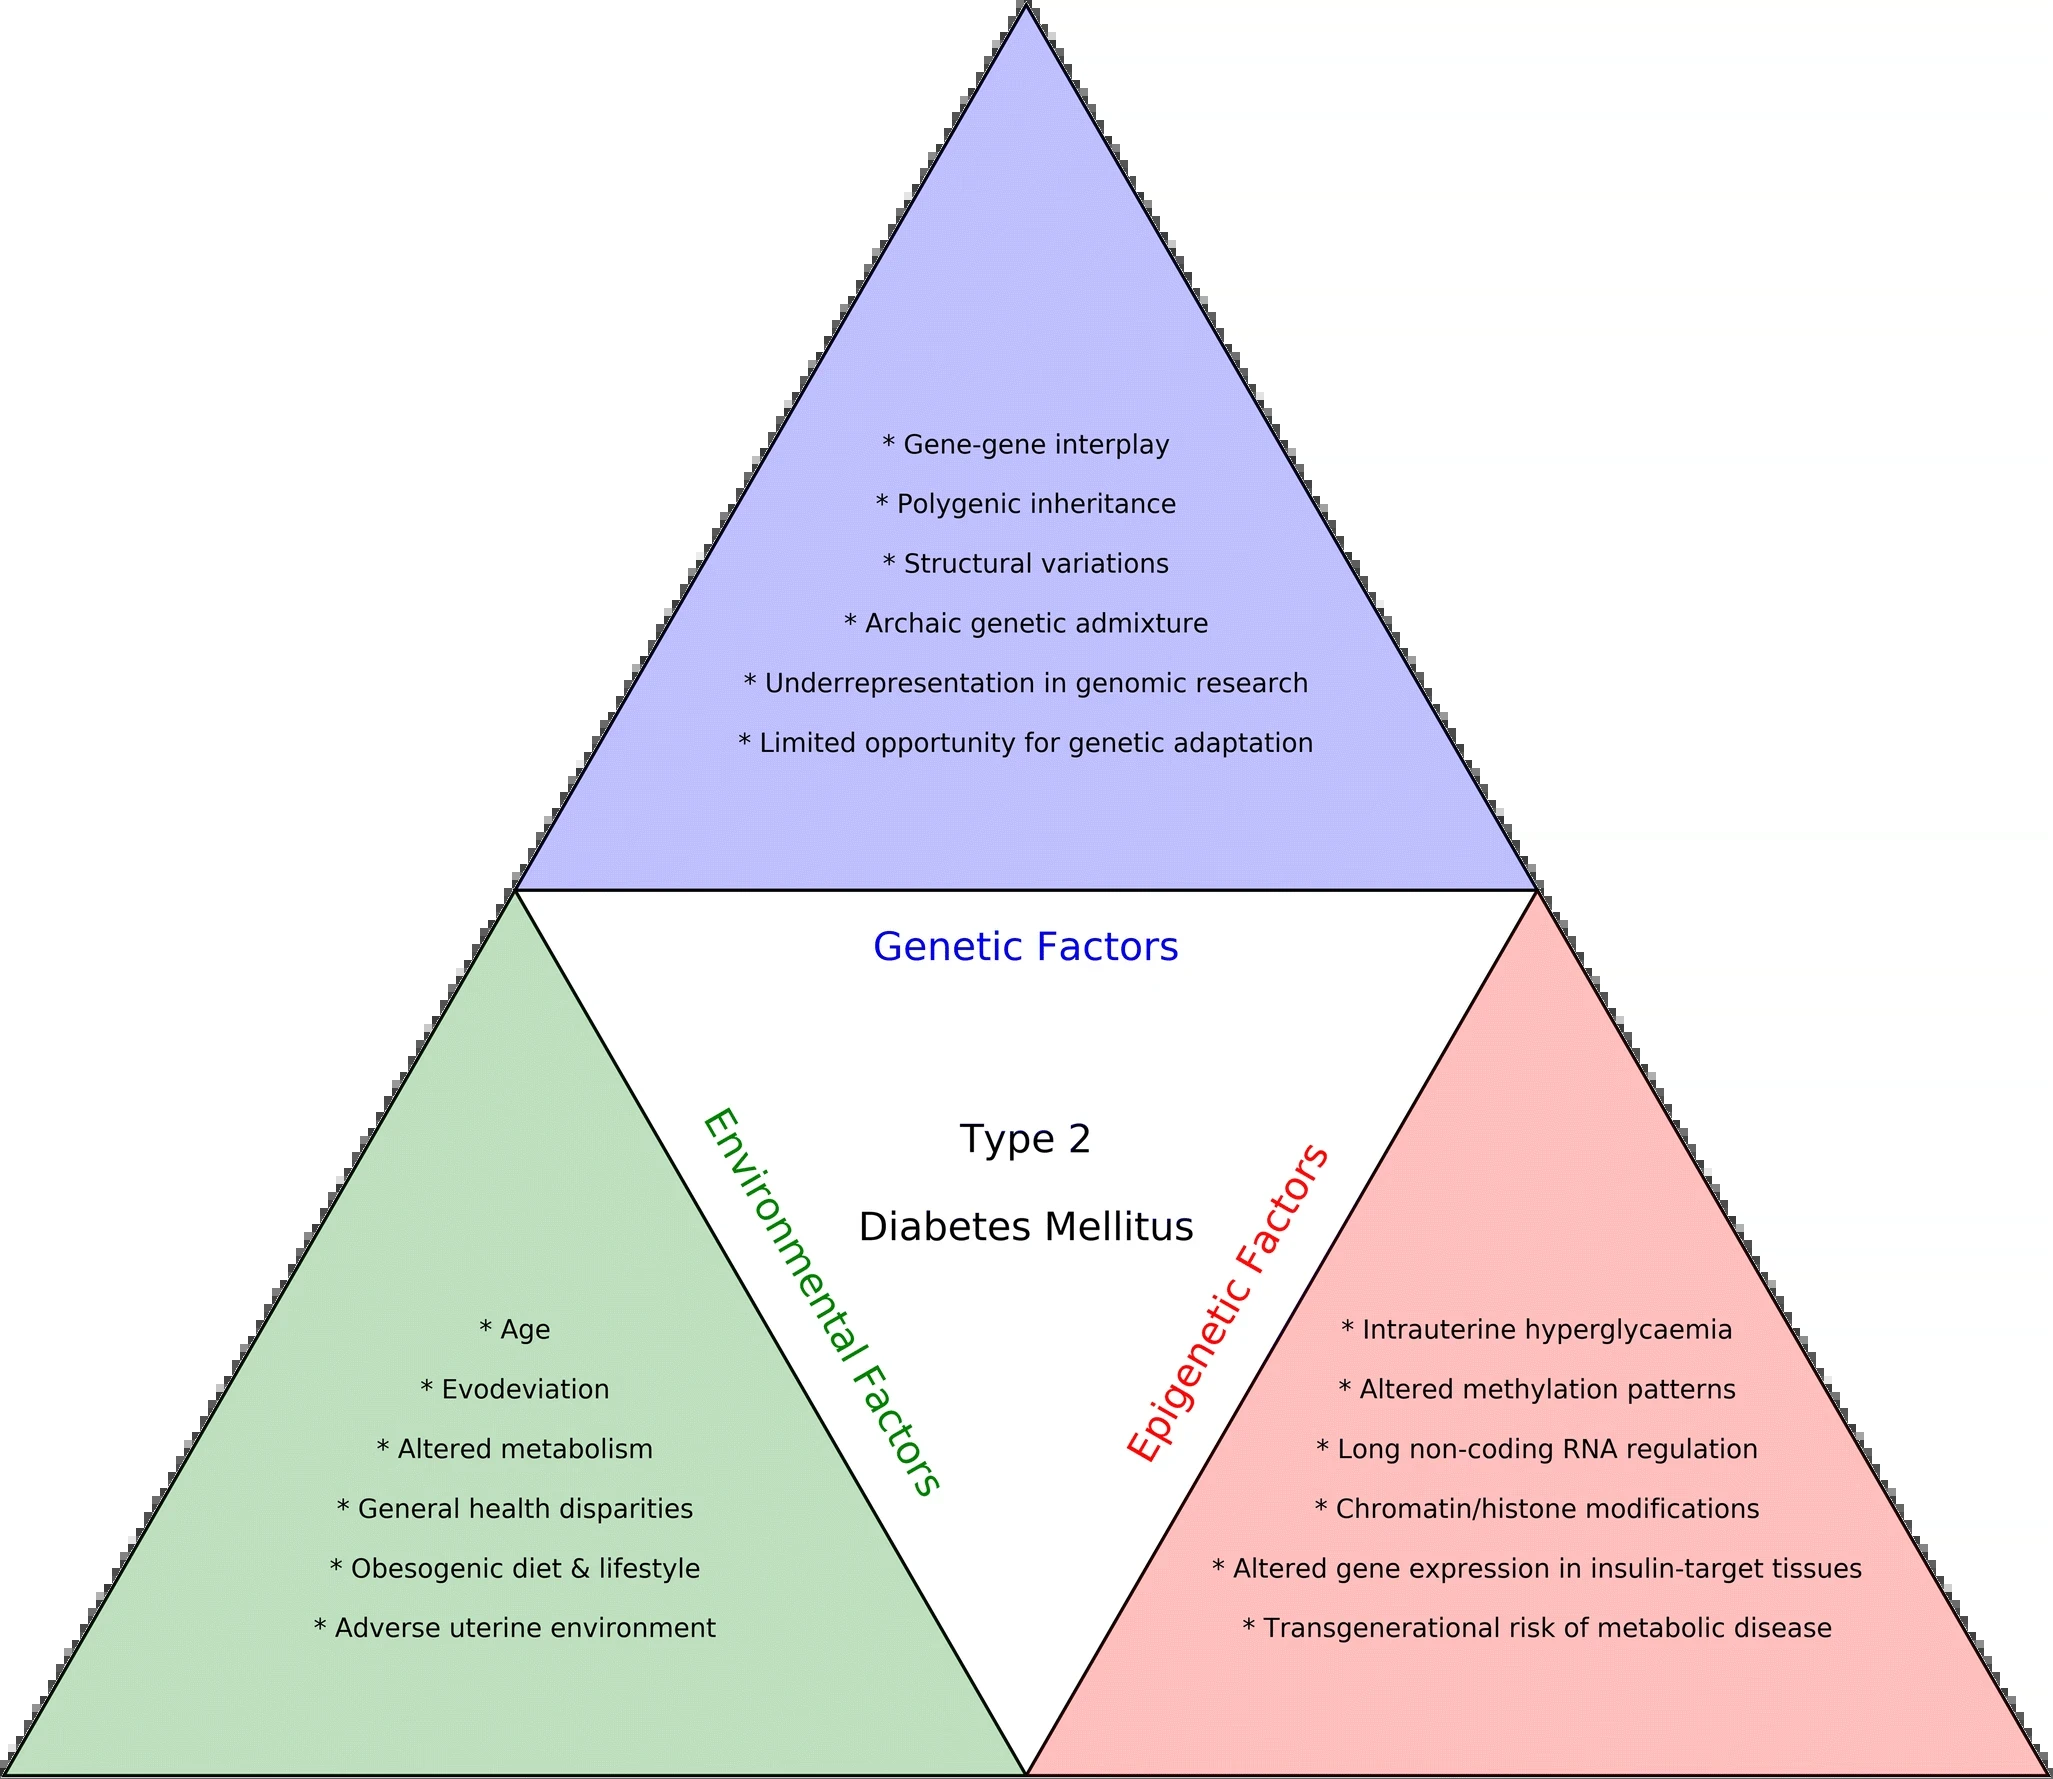 * Gene-gene interplay
* Polygenic inheritance
* Structural variations
* Archaic genetic admixture
* Underrepresentation in genomic research
* Limited opportunity for genetic adaptation
Genetic Factors
Type 2
Diabetes Mellitus
Environmental Factors
Epigenetic Factors
* Age
* Evodeviation
* Altered metabolism
* General health disparities
* Obesogenic diet & lifestyle
* Adverse uterine environment
* Intrauterine hyperglycaemia
* Altered methylation patterns
* Long non-coding RNA regulation
* Chromatin/histone modifications
* Altered gene expression in insulin-target tissues
* Transgenerational risk of metabolic disease